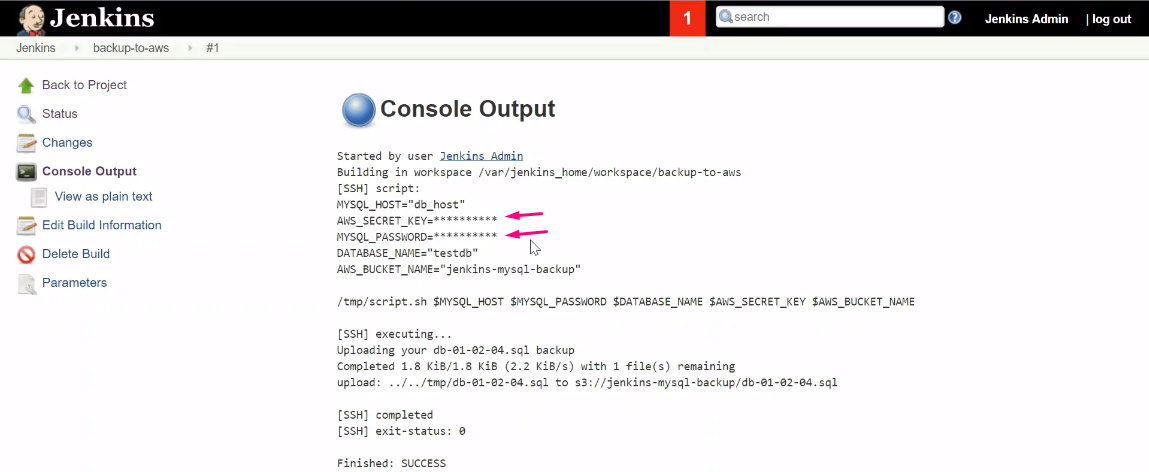 Jenkins
1
search
Jenkins Admin
| log out
Jenkins
backup-to-aws
#1
Back to Project
Status
Changes
Console Output
View as plain text
Edit Build Information
Delete Build
Parameters
Console Output
Started by user Jenkins Admin
Building in workspace /var/jenkins_home/workspace/backup-to-aws
[SSH] script:
MYSQL_HOST="db_host"
AWS_SECRET_KEY=**********
MYSQL_PASSWORD=**********
DATABASE_NAME="testdb"
AWS_BUCKET_NAME="jenkins-mysql-backup"
/tmp/script.sh $MYSQL_HOST $MYSQL_PASSWORD $DATABASE_NAME $AWS_SECRET_KEY $AWS_BUCKET_NAME
[SSH] executing...
Uploading your db-01-02-04.sql backup
Completed 1.8 KiB/1.8 KiB (2.2 KiB/s) with 1 file(s) remaining
upload: ../../tmp/db-01-02-04.sql to s3://jenkins-mysql-backup/db-01-02-04.sql
[SSH] completed
[SSH] exit-status: 0
Finished: SUCCESS